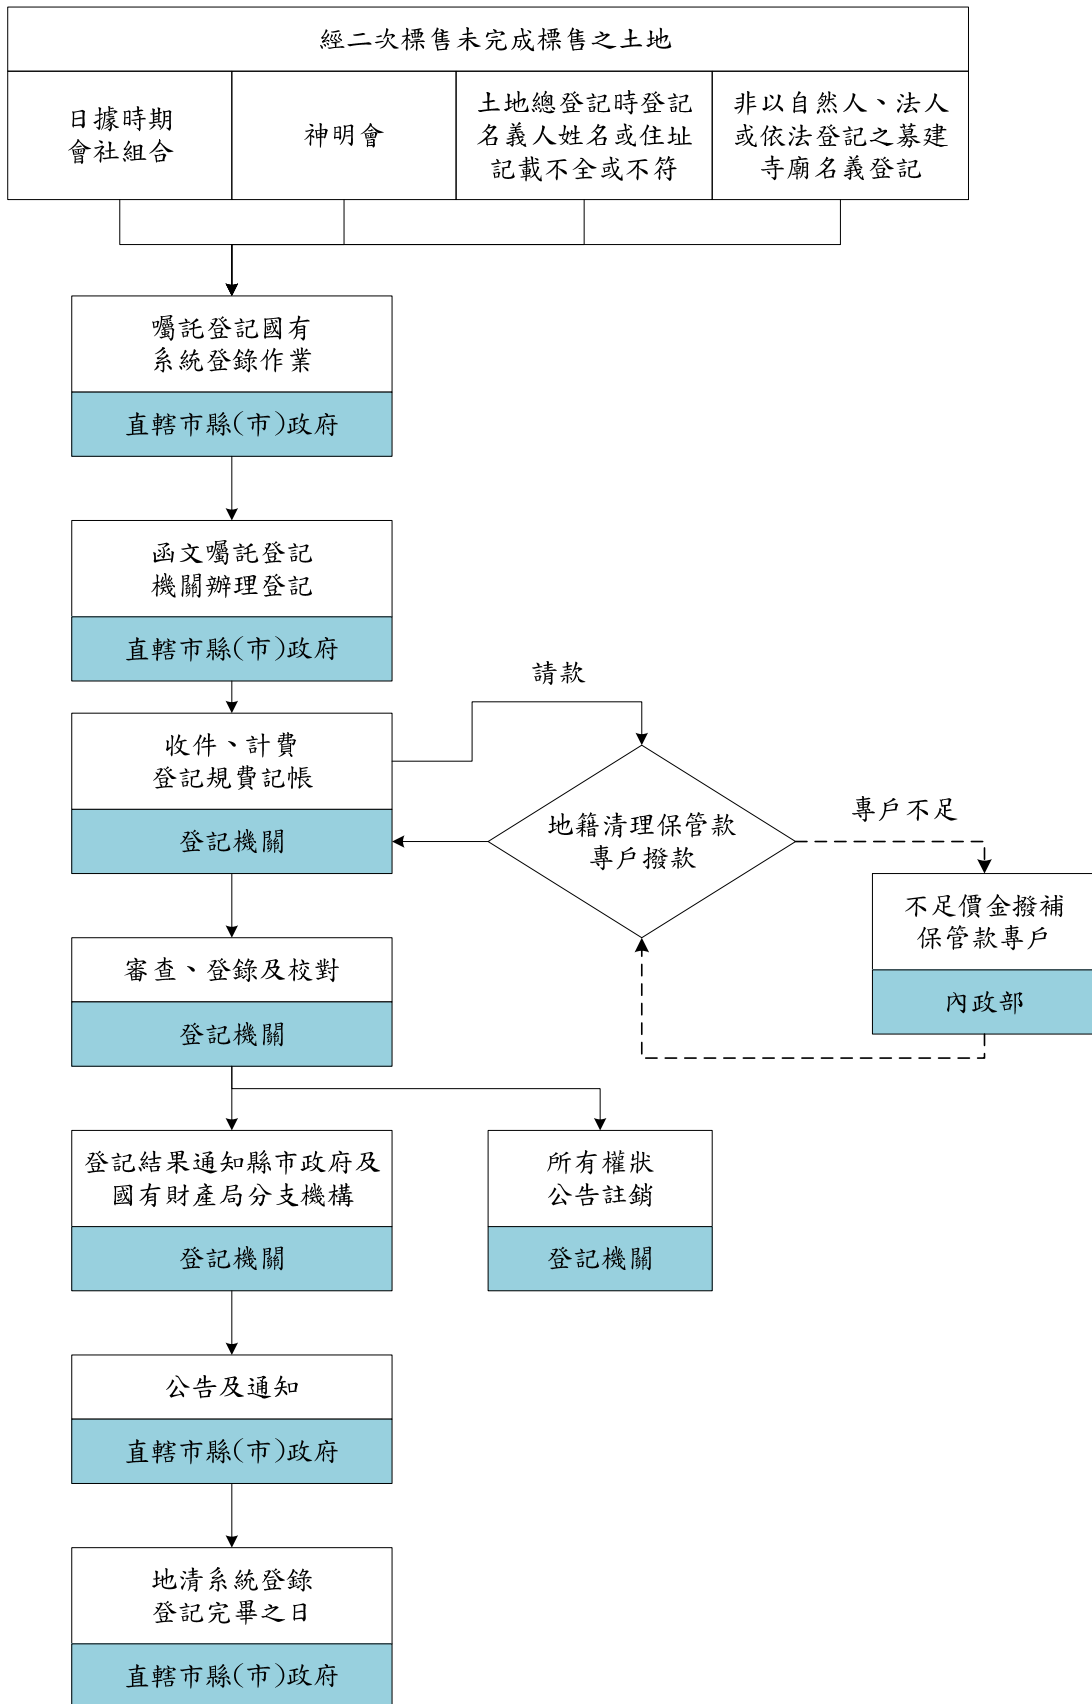 經二次標售未完成標售之土地
日據時期
會社組合
神明會
土地總登記時登記
名義人姓名或住址
記載不全或不符
非以自然人、法人
或依法登記之募建
寺廟名義登記
囑託登記國有
系統登錄作業
直轄市縣(市)政府
函文囑託登記
機關辦理登記
直轄市縣(市)政府
請款
收件、計費
登記規費記帳
登記機關
地籍清理保管款
專戶撥款
專戶不足
不足價金撥補
保管款專戶
內政部
審查、登錄及校對
登記機關
登記結果通知縣市政府及
國有財產局分支機構
登記機關
所有權狀
公告註銷
登記機關
公告及通知
直轄市縣(市)政府
地清系統登錄
登記完畢之日
直轄市縣(市)政府